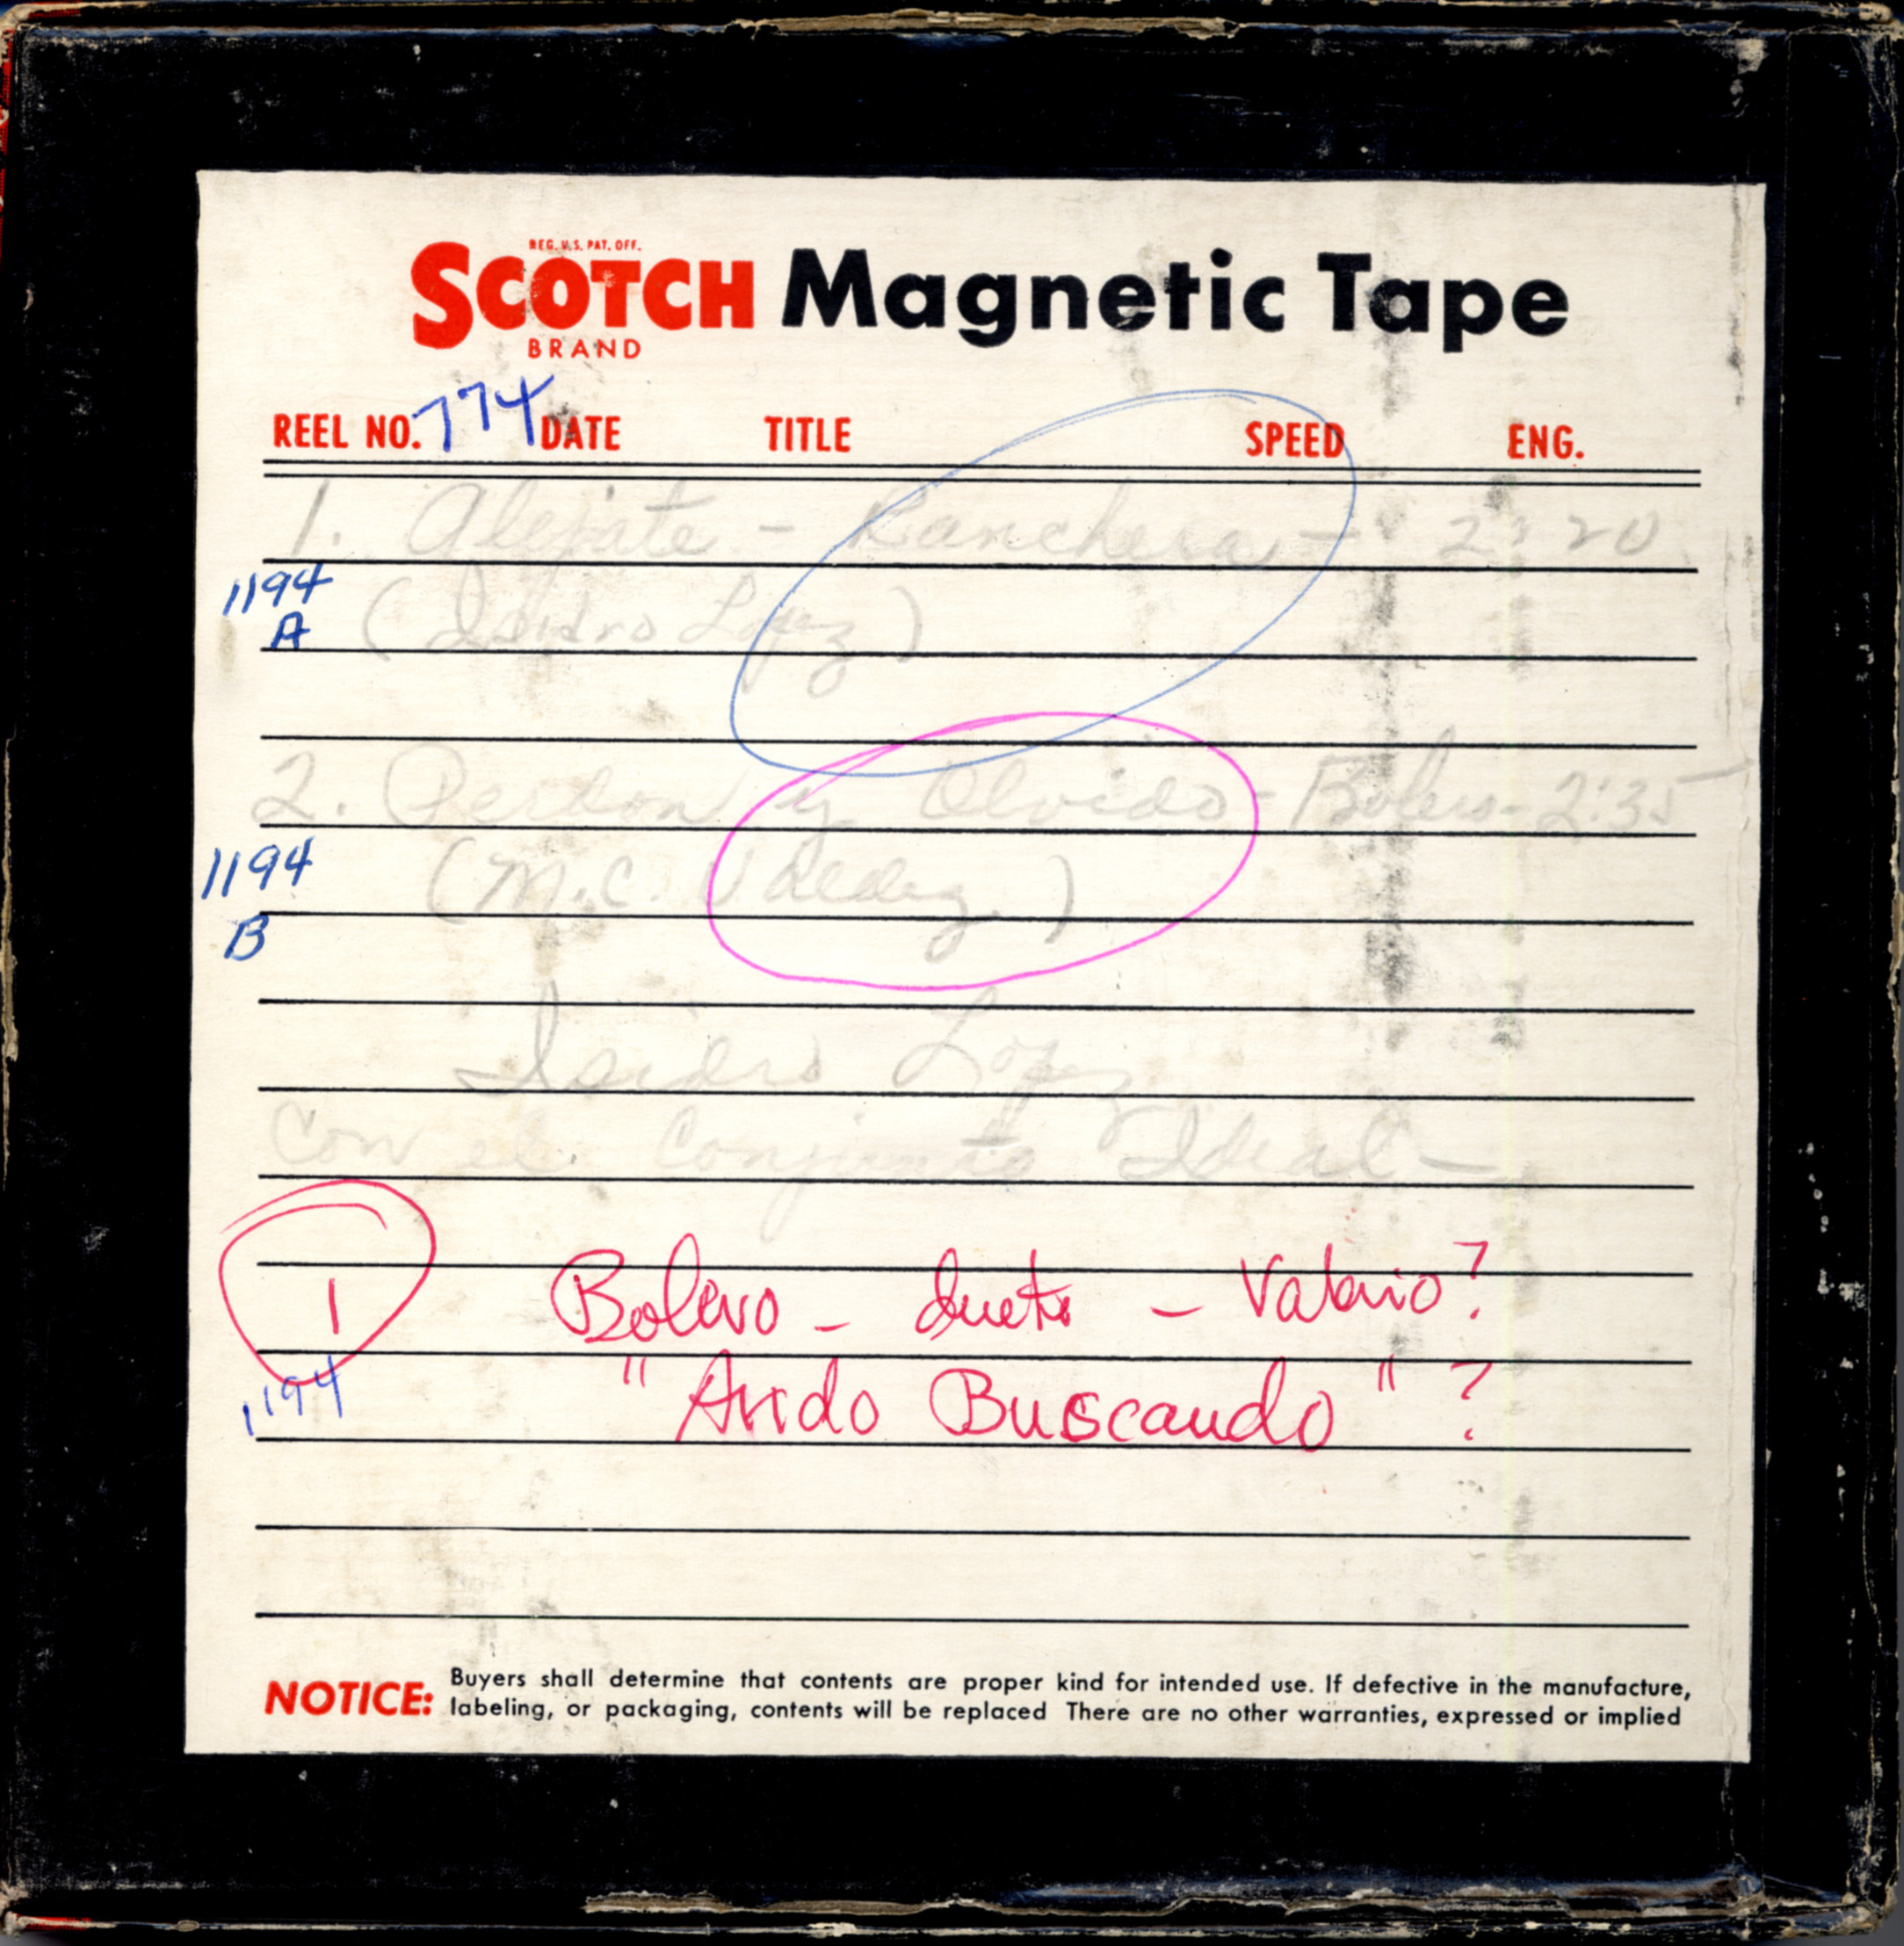 REG. U.S. PAT. OFF.
SCOTCH Magnetic Tape
BRAND
REEL NO. 774 DATE TITLE SPEED ENG.
1. Alejate - Ranchera - 2:20
1194 (Isidro Lopez)
A
2. Perdon y Olvido - Bolero - 2:35
1194 (M.C. Valdez)
B
Isidro Lopez
con el Conjunto Ideal -
1 Bolero - dueto - Valerio?
1194 "Ando Buscando" ?
NOTICE: Buyers shall determine that contents are proper kind for intended use. If defective in the manufacture,
labeling, or packaging, contents will be replaced There are no other warranties, expressed or implied